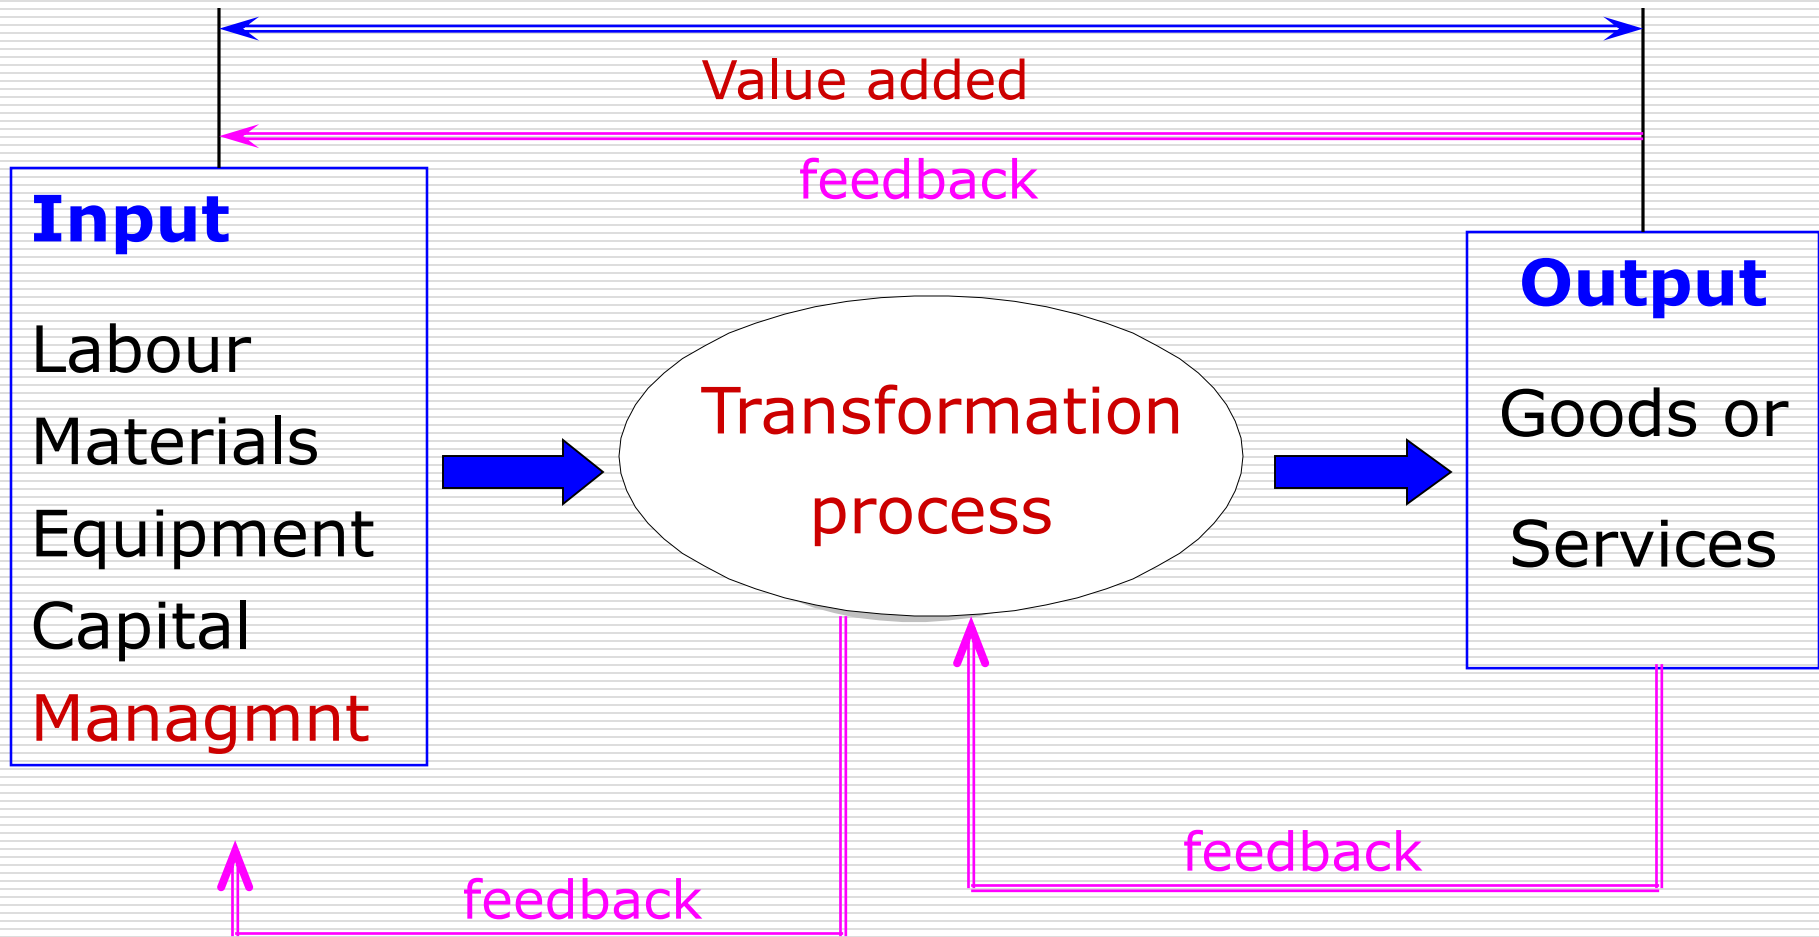 Value added
feedback
Input
Labour
Materials
Equipment
Capital
Managmnt
Transformation
process
Output
Goods or
Services
feedback
feedback